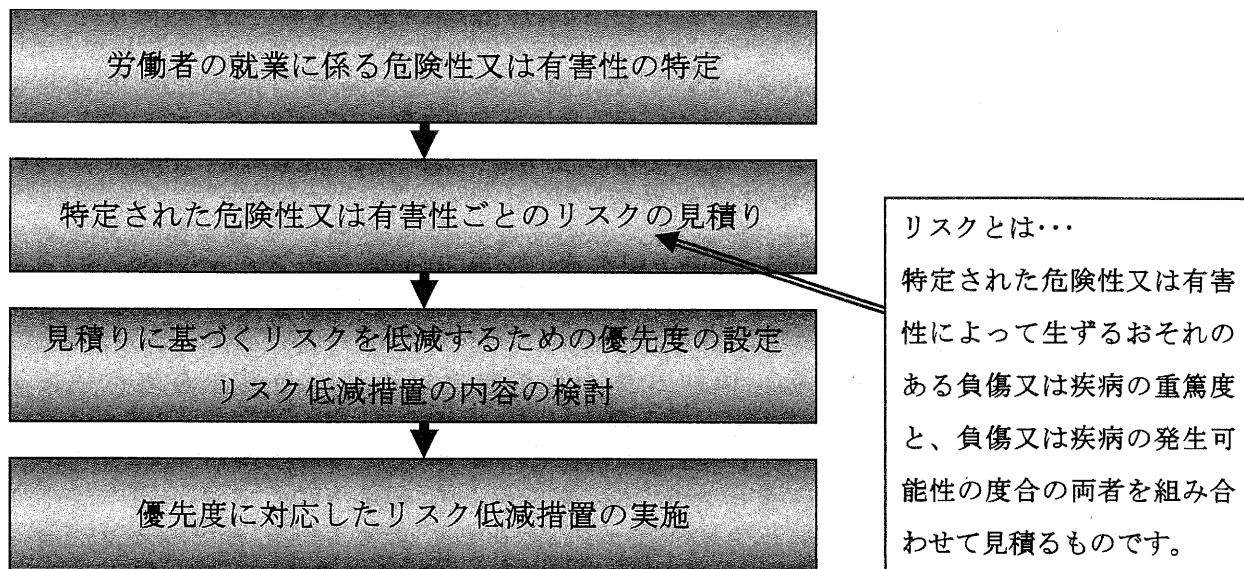 労働者の就業に係る危険性又は有害性の特定
特定された危険性又は有害性ごとのリスクの見積り
見積りに基づくリスクを低減するための優先度の設定
リスク低減措置の内容の検討
優先度に対応したリスク低減措置の実施
リスクとは･･･
特定された危険性又は有害
性によって生ずるおそれの
ある負傷又は疾病の重篤度
と、負傷又は疾病の発生可
能性の度合の両者を組み合
わせて見積るものです。